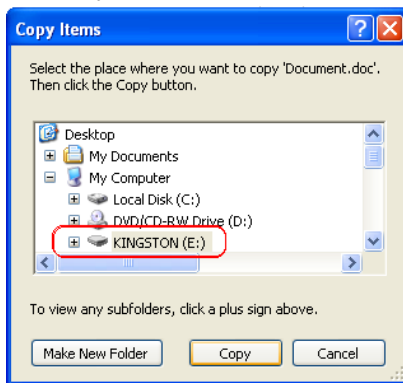 Copy Items
Select the place where you want to copy 'Document.doc'.
Then click the Copy button.
Desktop
My Documents
My Computer
Local Disk (C:)
DVD/CD-RW Drive (D:)
KINGSTON (E:)
To view any subfolders, click a plus sign above.
Make New Folder Copy Cancel